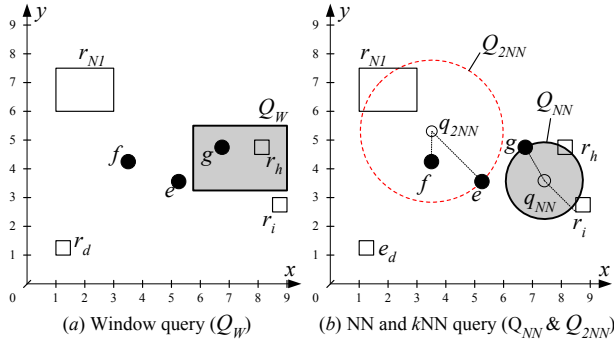 y
9
8
7
6
5
4
3
2
1
0
1 2 3 4 5 6 7 8 9
x
r_N1
Q_W
f
g
r_h
e
r_i
r_d
(a) Window query (Q_W)
y
9
8
7
6
5
4
3
2
1
0
1 2 3 4 5 6 7 8 9
x
r_N1
Q_2NN
Q_NN
q_2NN
g
r_h
f
e
q_NN
r_i
e_d
(b) NN and kNN query (Q_NN & Q_2NN)